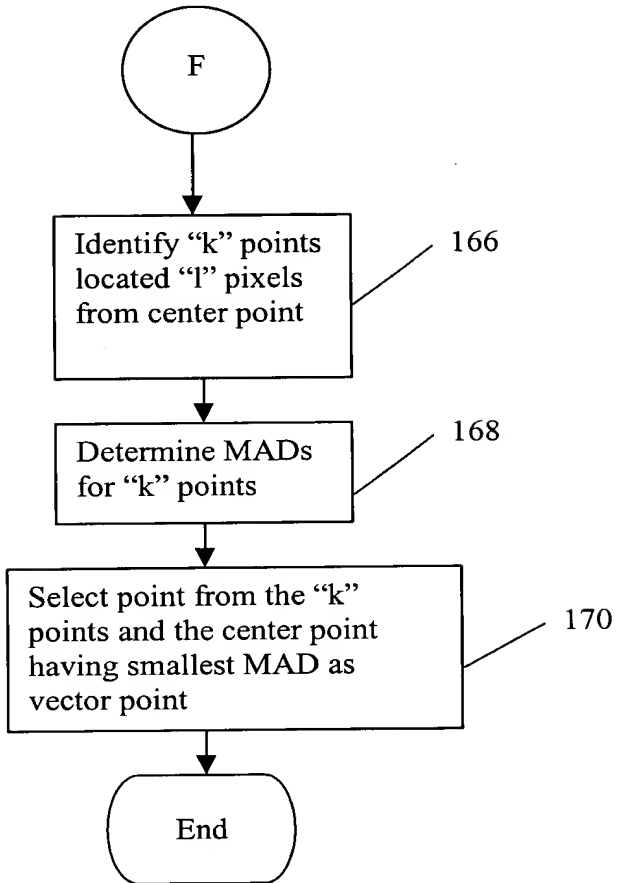 F
Identify “k” points
located “l” pixels
from center point
166
Determine MADs
for “k” points
168
Select point from the “k”
points and the center point
having smallest MAD as
vector point
170
End